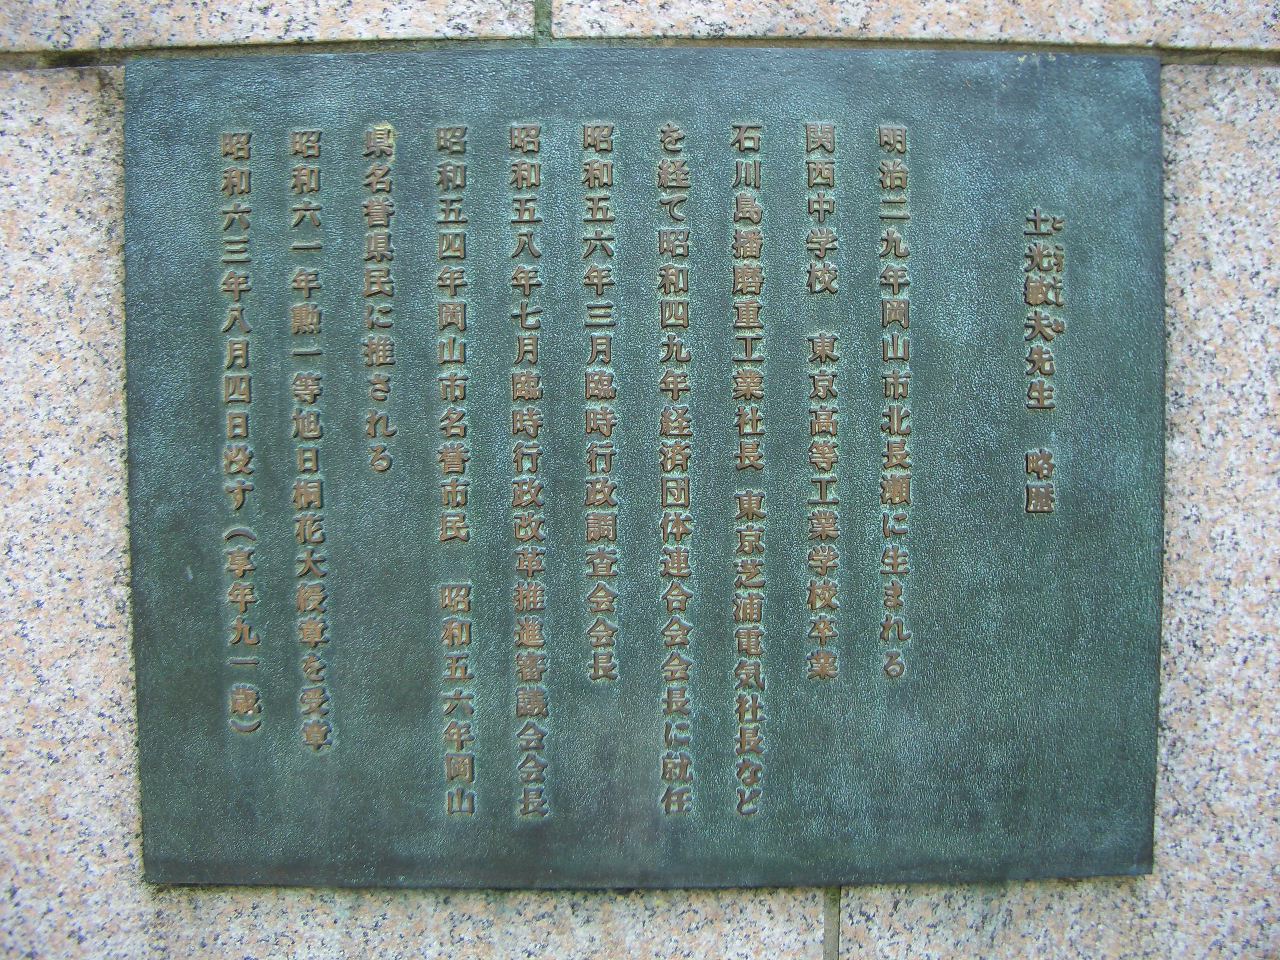 土光敏夫先生　略歴
明治二九年岡山市北長瀬に生まれる
関西中学校　東京高等工業学校卒業
石川島播磨重工業社長　東京芝浦電気社長など
を経て昭和四九年経済団体連合会会長に就任
昭和五六年三月臨時行政調査会会長
昭和五八年七月臨時行政改革推進審議会会長
昭和五四年岡山市名誉市民　昭和五六年岡山
県名誉県民に推される
昭和六一年勲一等旭日桐花大綬章を受章
昭和六三年八月四日歿す（享年九一歳）